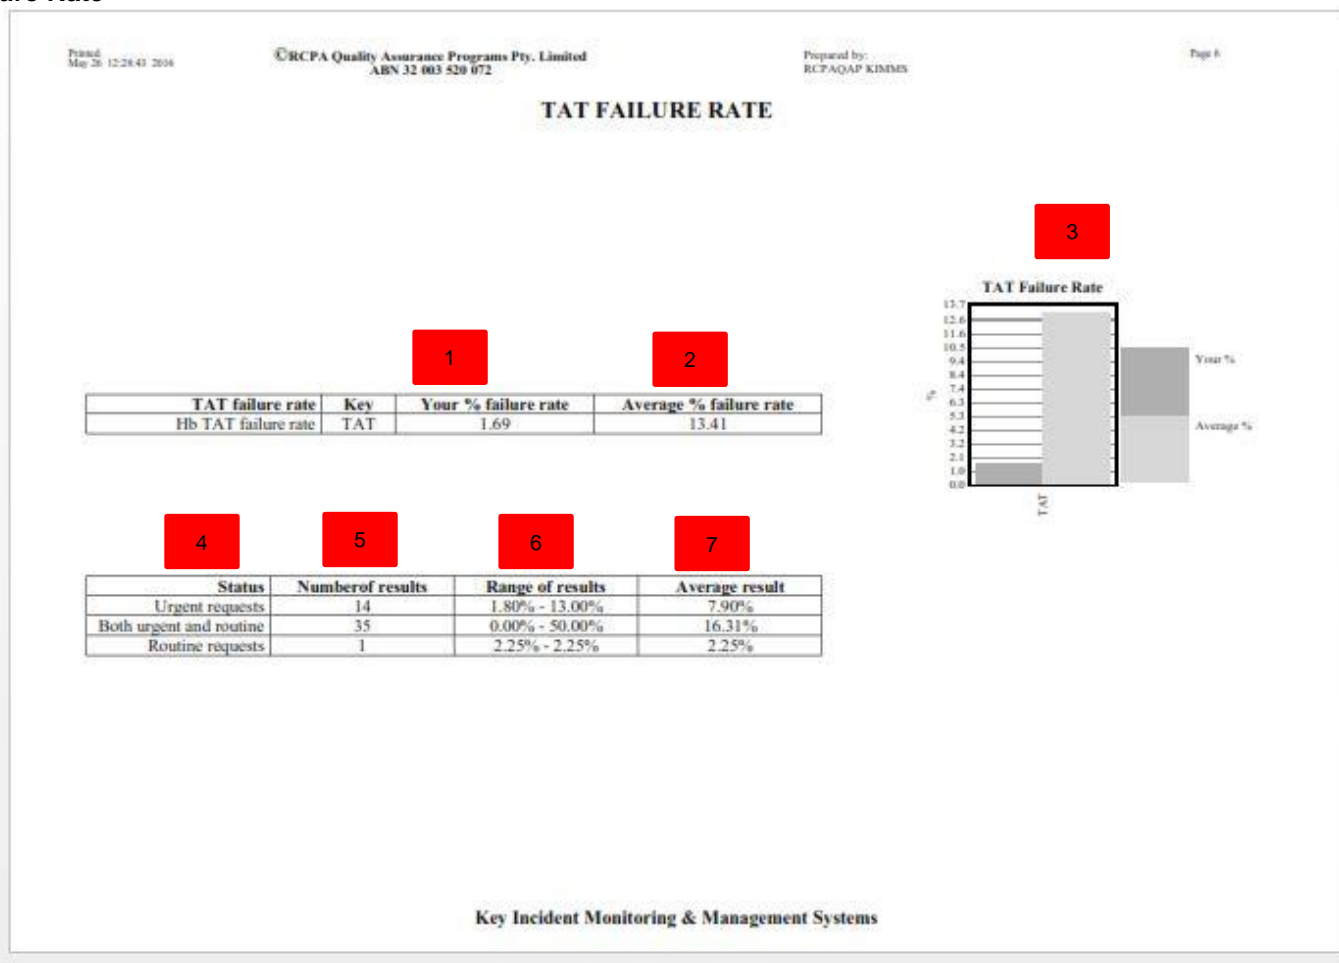 Printed
May 26 12:28:43 2016
©RCPA Quality Assurance Programs Pty. Limited
ABN 32 003 520 072
Prepared by:
RCPAQAP KIMMS
Page 6
TAT FAILURE RATE
3
TAT Failure Rate
13.7
12.6
11.6
10.5
9.4
8.4
7.4
6.3
5.3
4.2
3.2
2.1
1.0
0.0
%
TAT
Your %
Average %
1
2
TAT failure rate Key Your % failure rate Average % failure rate
Hb TAT failure rate TAT 1.69 13.41
4
5
6
7
Status Numberof results Range of results Average result
Urgent requests 14 1.80% - 13.00% 7.90%
Both urgent and routine 35 0.00% - 50.00% 16.31%
Routine requests 1 2.25% - 2.25% 2.25%
Key Incident Monitoring & Management Systems